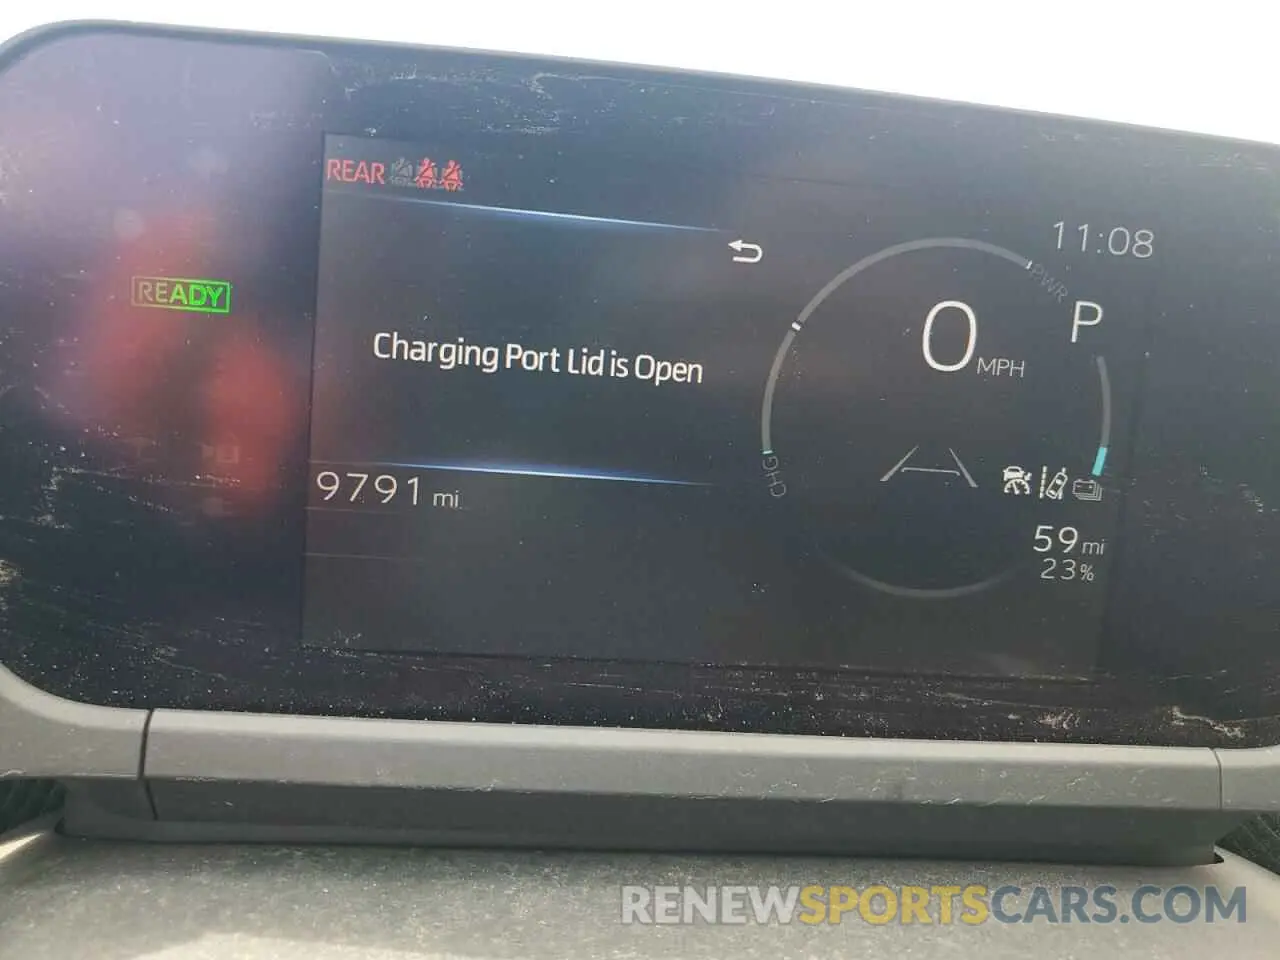 REAR
11:08
PWR
READY
0 MPH
P
Charging Port Lid is Open
CHG
9791 mi
59 mi
23%
RENEWSPORTSCARS.COM